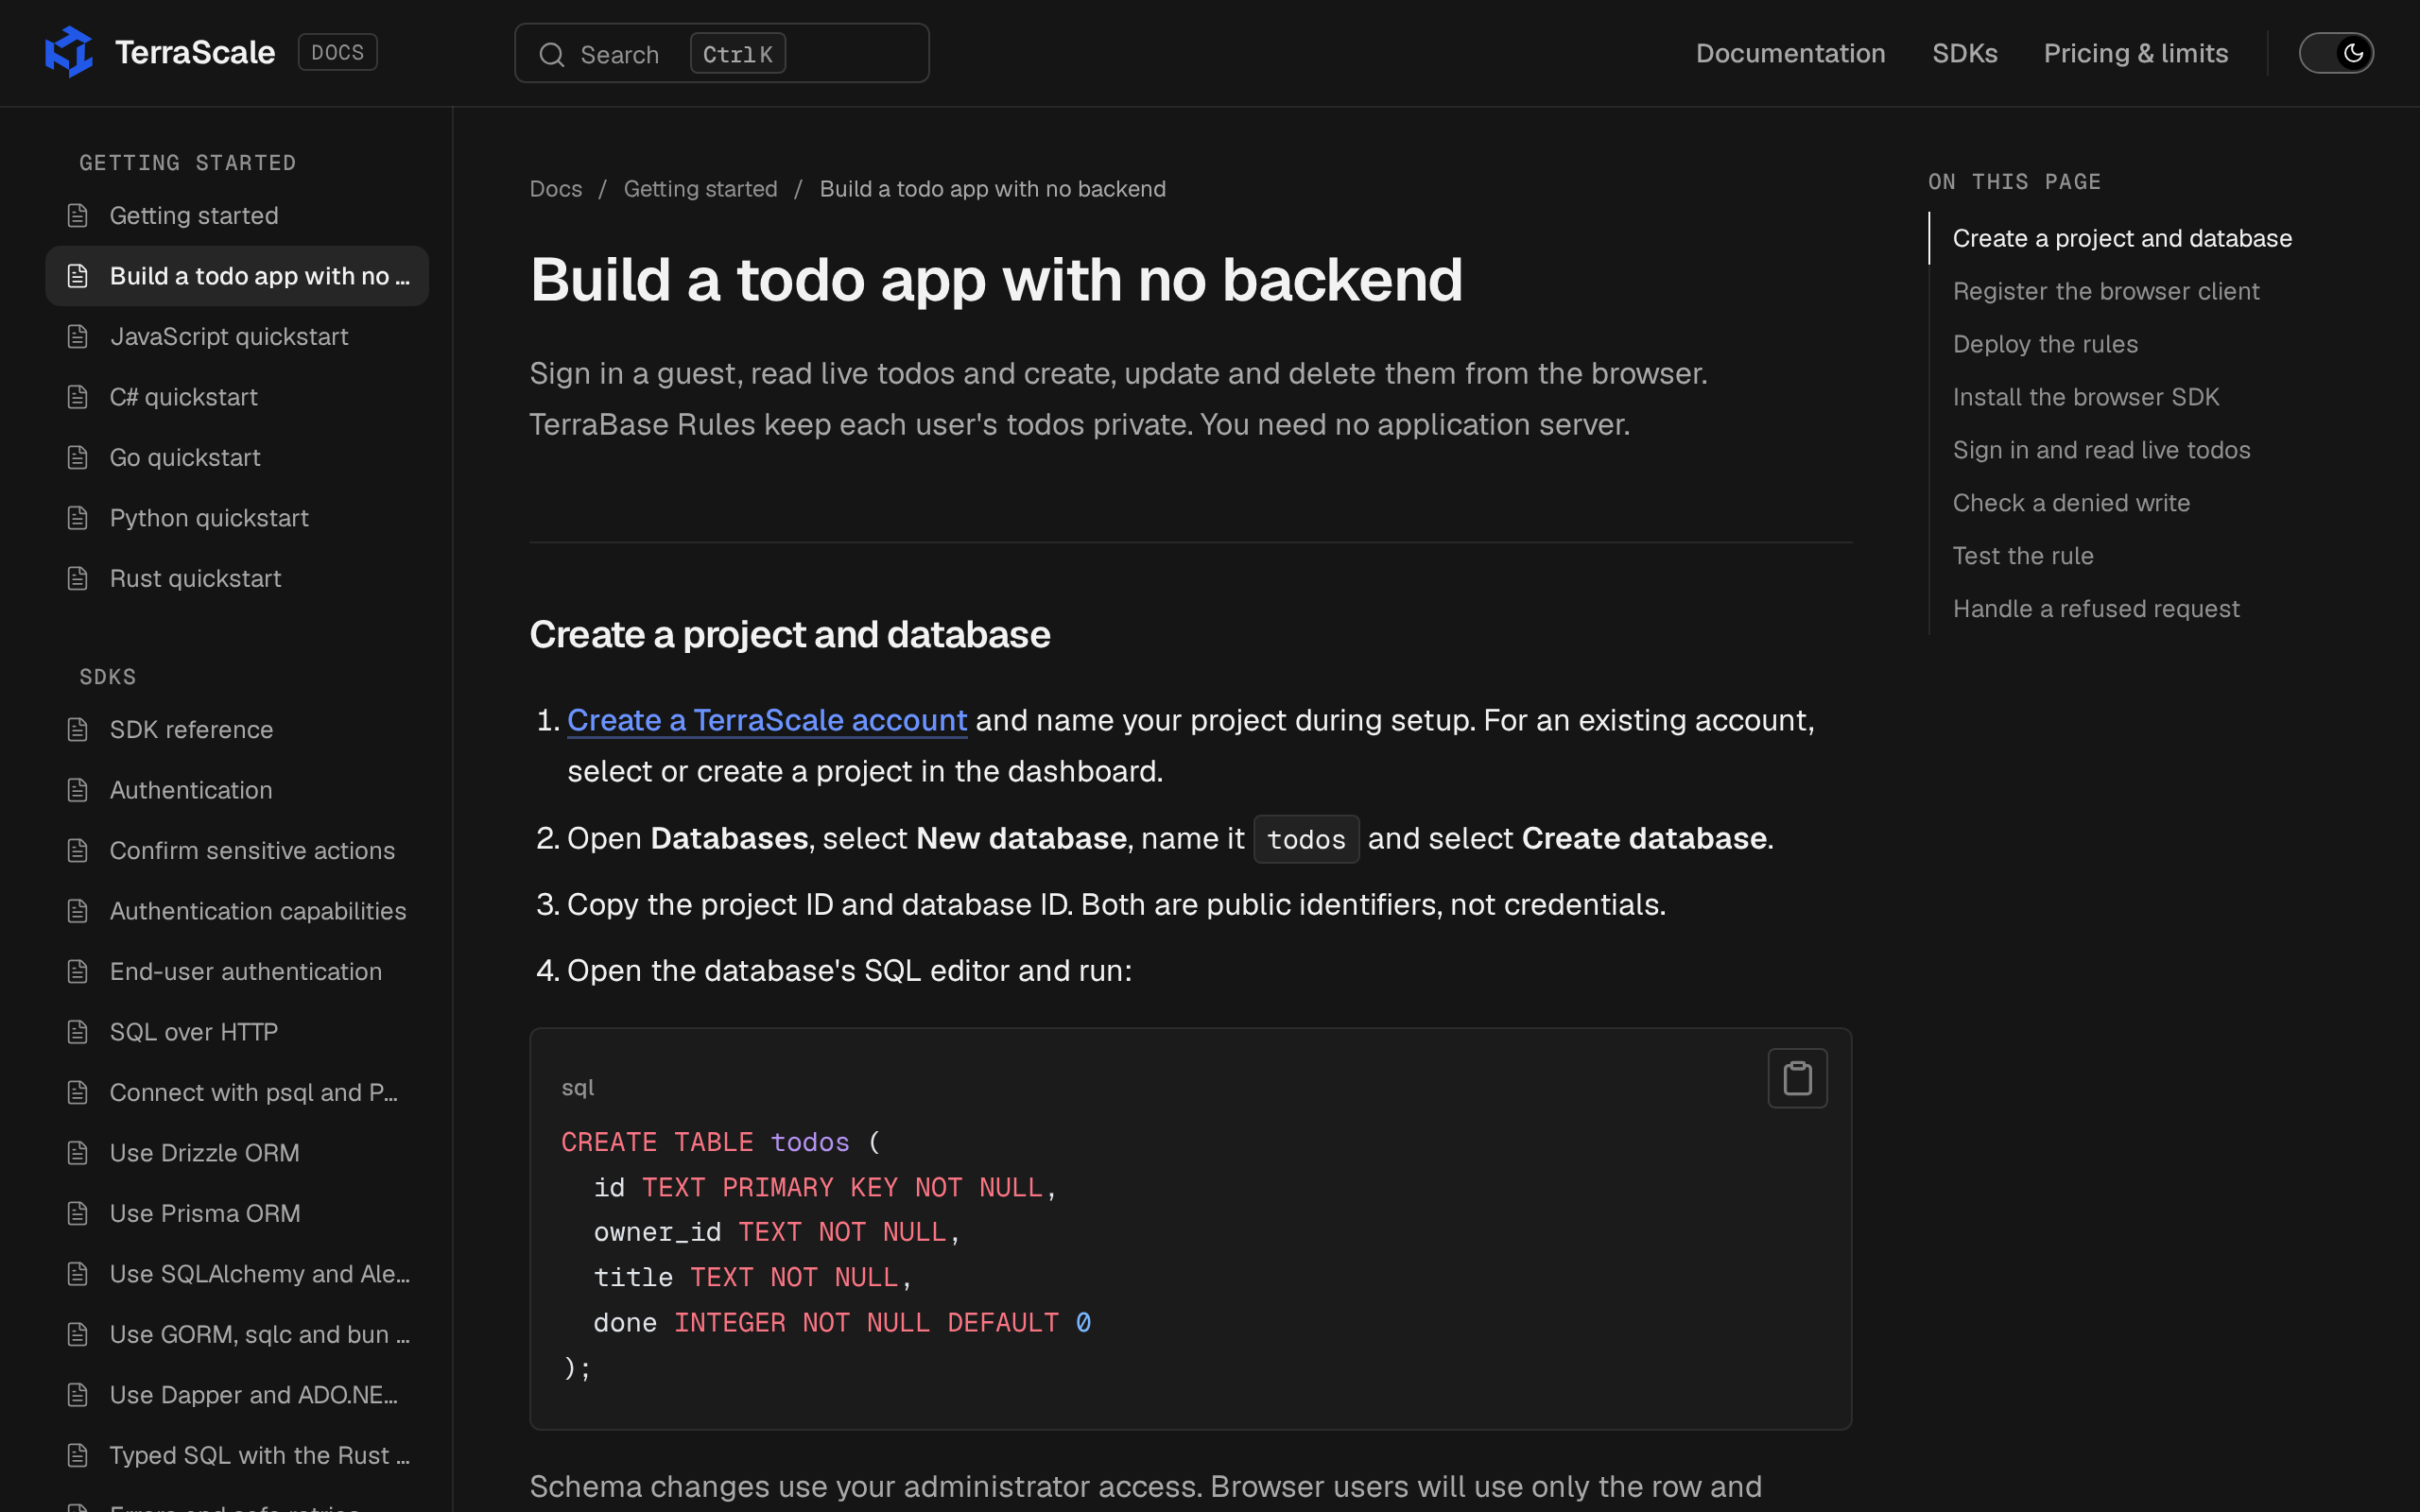 TerraScale DOCS
Search Ctrl K
Documentation SDKs Pricing & limits
GETTING STARTED
Getting started
Build a todo app with no ...
JavaScript quickstart
C# quickstart
Go quickstart
Python quickstart
Rust quickstart
SDKS
SDK reference
Authentication
Confirm sensitive actions
Authentication capabilities
End-user authentication
SQL over HTTP
Connect with psql and P...
Use Drizzle ORM
Use Prisma ORM
Use SQLAlchemy and Ale...
Use GORM, sqlc and bun ...
Use Dapper and ADO.NE...
Typed SQL with the Rust ...
Docs / Getting started / Build a todo app with no backend
Build a todo app with no backend
Sign in a guest, read live todos and create, update and delete them from the browser.
TerraBase Rules keep each user's todos private. You need no application server.
Create a project and database
1. Create a TerraScale account and name your project during setup. For an existing account,
select or create a project in the dashboard.
2. Open Databases, select New database, name it todos and select Create database.
3. Copy the project ID and database ID. Both are public identifiers, not credentials.
4. Open the database's SQL editor and run:
sql
CREATE TABLE todos (
  id TEXT PRIMARY KEY NOT NULL,
  owner_id TEXT NOT NULL,
  title TEXT NOT NULL,
  done INTEGER NOT NULL DEFAULT 0
);
Schema changes use your administrator access. Browser users will use only the row and
ON THIS PAGE
Create a project and database
Register the browser client
Deploy the rules
Install the browser SDK
Sign in and read live todos
Check a denied write
Test the rule
Handle a refused request